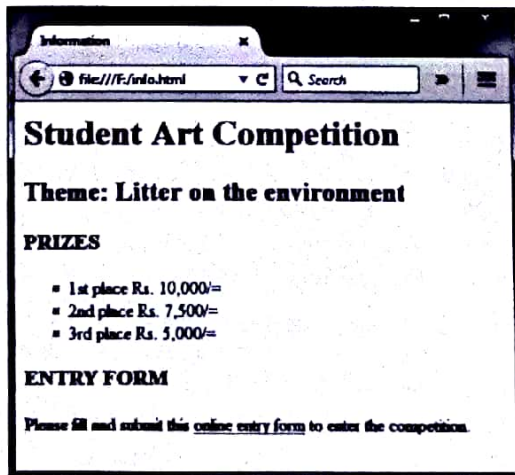 Information
file:///F:/info.html
Search
Student Art Competition
Theme: Litter on the environment
PRIZES
1st place Rs. 10,000/=
2nd place Rs. 7,500/=
3rd place Rs. 5,000/=
ENTRY FORM
Please fill and submit this online entry form to enter the competition.